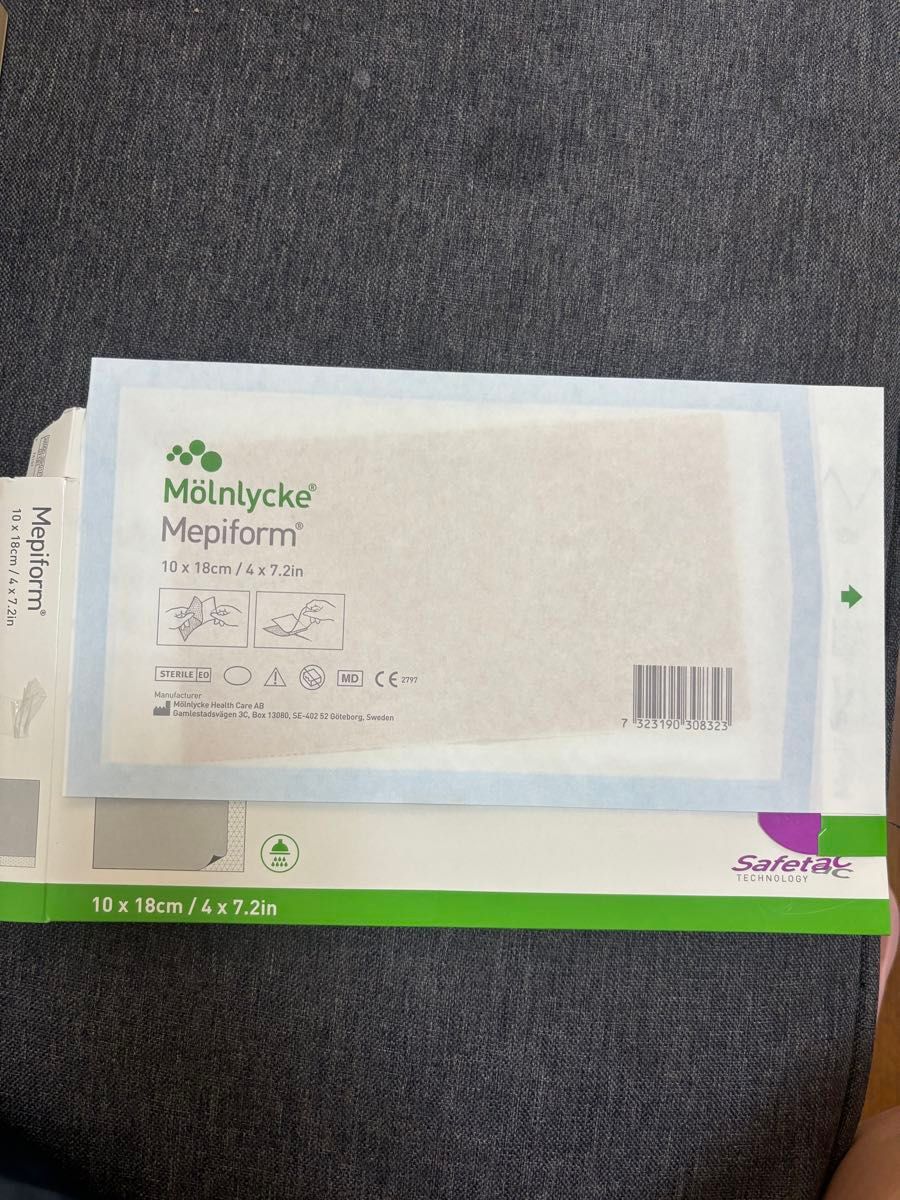 Mölnlycke®
Mepiform®
10 x 18cm / 4 x 7.2in
STERILE EO
MD CE 2797
Manufacturer
Mölnlycke Health Care AB
Gamlestadsvägen 3C, Box 13080, SE-402 52 Göteborg, Sweden
7 323190 308323
Mepiform®
10 x 18cm / 4 x 7.2in
Safetac
TECHNOLOGY
10 x 18cm / 4 x 7.2in